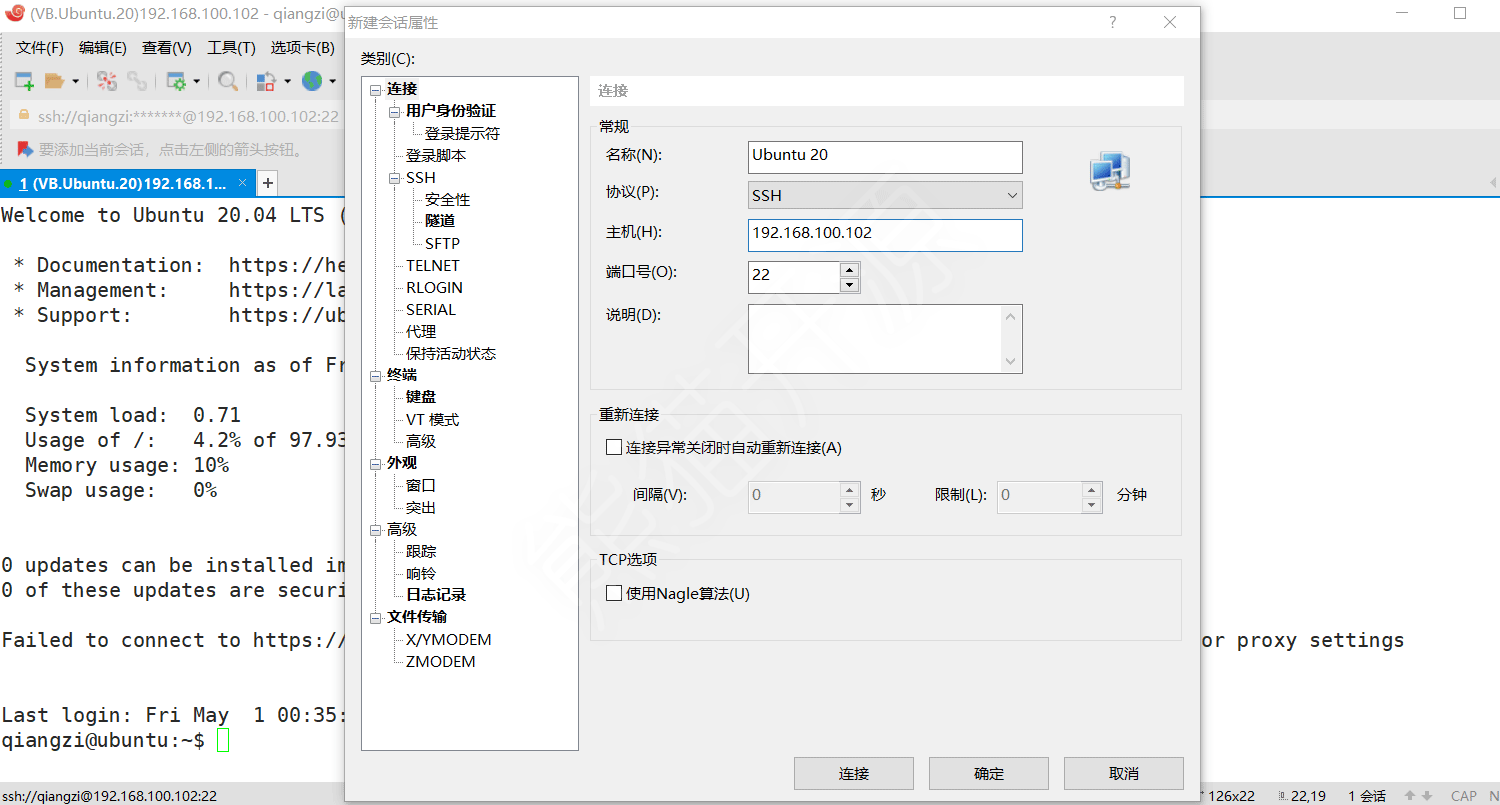 (VB.Ubuntu.20)192.168.100.102 - qiangzi@u
文件(F) 编辑(E) 查看(V) 工具(T) 选项卡(B)
ssh://qiangzi:*******@192.168.100.102:22
要添加当前会话，点击左侧的箭头按钮。
1 (VB.Ubuntu.20)192.168.1... × +
Welcome to Ubuntu 20.04 LTS (
* Documentation: https://he
* Management: https://la
* Support: https://ub
System information as of Fr
System load: 0.71
Usage of /: 4.2% of 97.93
Memory usage: 10%
Swap usage: 0%
0 updates can be installed im
0 of these updates are securi
Failed to connect to https://
or proxy settings
Last login: Fri May 1 00:35:
qiangzi@ubuntu:~$
ssh://qiangzi@192.168.100.102:22
126x22 22,19 1 会话 CAP N
新建会话属性
?
类别(C):
连接
用户身份验证
登录提示符
登录脚本
SSH
安全性
隧道
SFTP
TELNET
RLOGIN
SERIAL
代理
保持活动状态
终端
键盘
VT 模式
高级
外观
窗口
突出
高级
跟踪
响铃
日志记录
文件传输
X/YMODEM
ZMODEM
连接
常规
名称(N): Ubuntu 20
协议(P): SSH
主机(H): 192.168.100.102
端口号(O): 22
说明(D):
重新连接
连接异常关闭时自动重新连接(A)
间隔(V): 0 秒 限制(L): 0 分钟
TCP选项
使用Nagle算法(U)
连接 确定 取消
熊猫开源